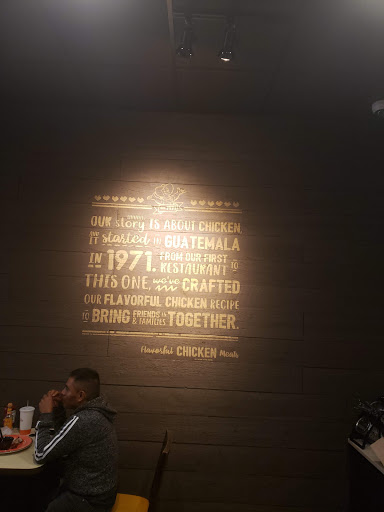 OUR story IS ABOUT CHICKEN,
IT started IN GUATEMALA
IN 1971. FROM OUR FIRST
RESTAURANT TO
THIS ONE, we've CRAFTED
OUR FLAVORFUL CHICKEN RECIPE
TO BRING FRIENDS & FAMILIES TOGETHER.
Flavorful CHICKEN Meals